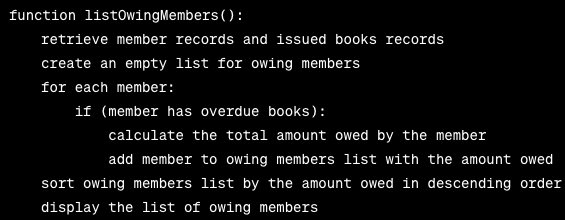 function listOwingMembers():
    retrieve member records and issued books records
    create an empty list for owing members
    for each member:
        if (member has overdue books):
            calculate the total amount owed by the member
            add member to owing members list with the amount owed
    sort owing members list by the amount owed in descending order
    display the list of owing members